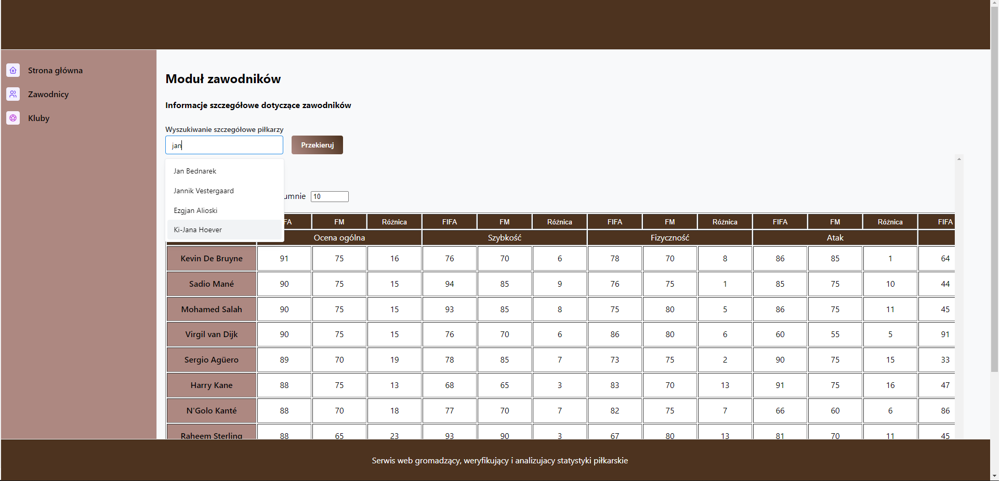 Strona główna
Zawodnicy
Kluby
Moduł zawodników
Informacje szczegółowe dotyczące zawodników
Wyszukiwanie szczegółowe piłkarzy
jan
Przekieruj
Jan Bednarek
Jannik Vestergaard
Ezgjan Alioski
Ki-Jana Hoever
umnie 10
FA FM Różnica FIFA FM Różnica FIFA FM Różnica FIFA FM Różnica FIFA
Ocena ogólna Szybkość Fizyczność Atak
Kevin De Bruyne 91 75 16 76 70 6 78 70 8 86 85 1 64
Sadio Mané 90 75 15 94 85 9 76 75 1 85 75 10 44
Mohamed Salah 90 75 15 93 85 8 75 80 5 86 75 11 45
Virgil van Dijk 90 75 15 76 70 6 86 80 6 60 55 5 91
Sergio Agüero 89 70 19 78 85 7 73 75 2 90 75 15 33
Harry Kane 88 75 13 68 65 3 83 70 13 91 75 16 47
N'Golo Kanté 88 70 18 77 70 7 82 75 7 66 60 6 86
Raheem Sterling 88 65 23 93 90 3 67 80 13 81 70 11 45
Serwis web gromadzący, weryfikujący i analizujacy statystyki piłkarskie